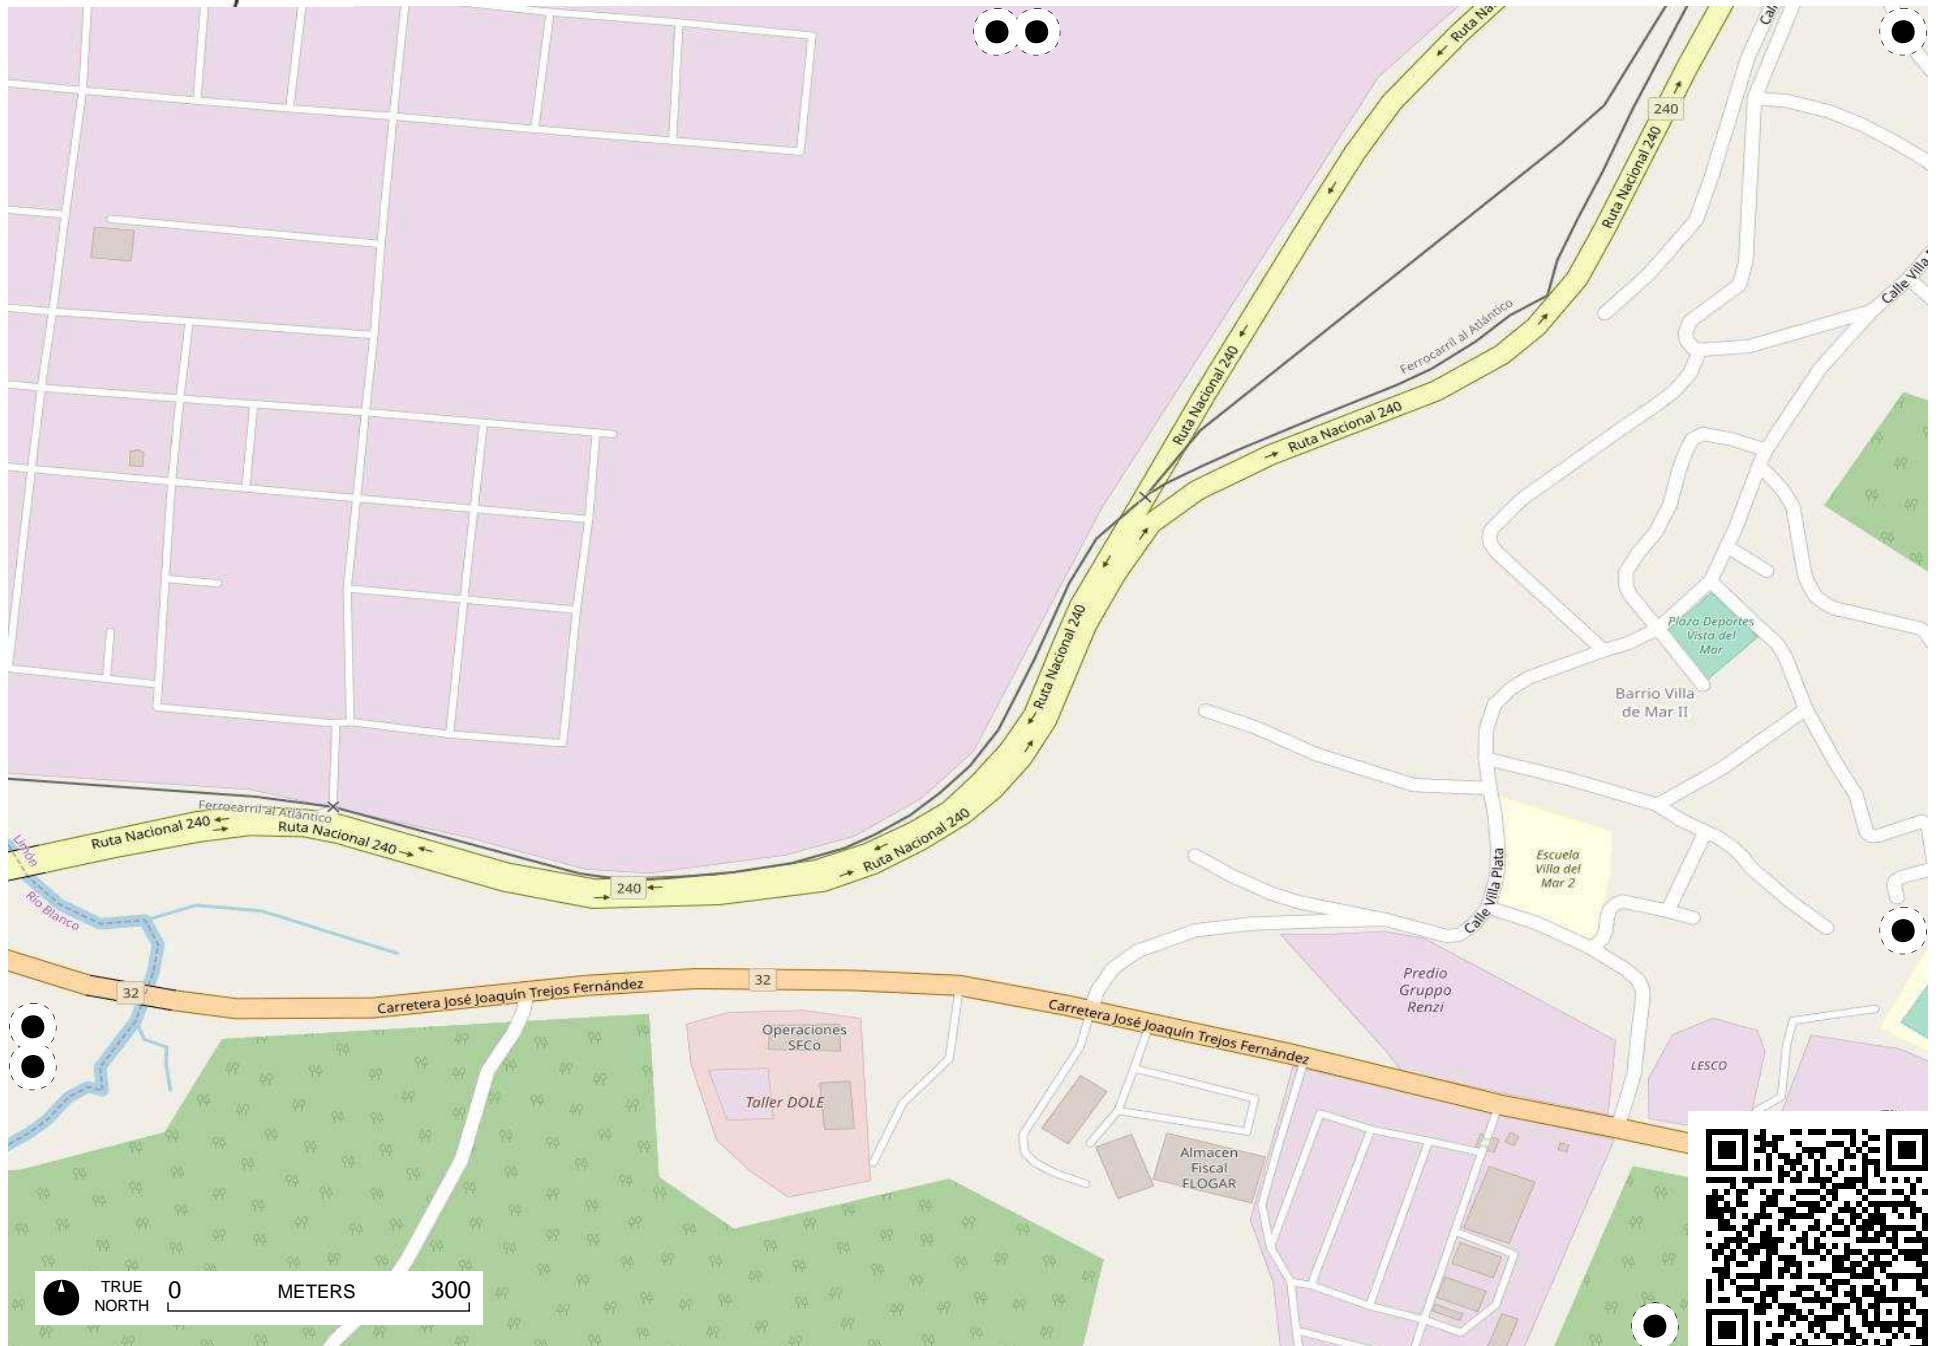 Ruta Na
Cal
240
Ruta Nacional 240
Calle Villa
Ferrocarril al Atlántico
Ruta Nacional 240
Ruta Nacional 240
Plaza Deportes
Vista del
Mar
Ruta Nacional 240
Barrio Villa
de Mar II
Ferrocarril al Atlántico
Ruta Nacional 240
Ruta Nacional 240
Ruta Nacional 240
Limón
Río Blanco
240
Escuela
Villa del
Mar 2
Calle Villa Plata
32
Carretera José Joaquín Trejos Fernández
32
Carretera José Joaquín Trejos Fernández
Predio
Gruppo
Renzi
Operaciones
SFCo
Taller DOLE
LESCO
Almacen
Fiscal
FLOGAR
TRUE
NORTH
0
METERS
300